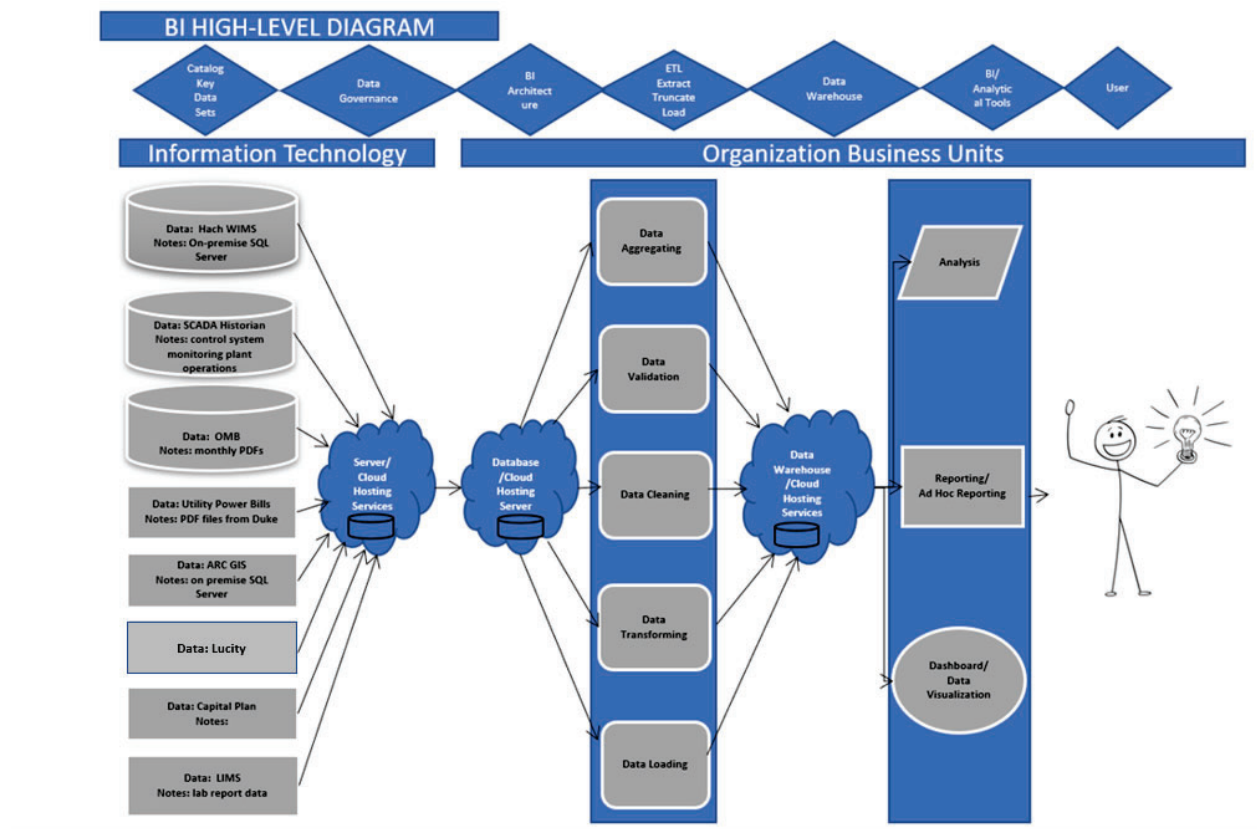 BI HIGH-LEVEL DIAGRAM
Catalog
Key
Data
Sets
Data
Governance
BI
Architect
ure
ETL
Extract
Truncate
Load
Data
Warehouse
BI/
Analytic
al Tools
User
Information Technology
Organization Business Units
Data: Hach WIMS
Notes: On-premise SQL
Server
Data: SCADA Historian
Notes: control system
monitoring plant
operations
Data: OMB
Notes: monthly PDFs
Data: Utility Power Bills
Notes: PDF files from Duke
Data: ARC GIS
Notes: on premise SQL
Server
Data: Lucity
Data: Capital Plan
Notes:
Data: LIMS
Notes: lab report data
Server/
Cloud
Hosting
Services
Database
/Cloud
Hosting
Server
Data
Aggregating
Data
Validation
Data Cleaning
Data
Transforming
Data Loading
Data
Warehouse
/Cloud
Hosting
Services
Analysis
Reporting/
Ad Hoc Reporting
Dashboard/
Data
Visualization